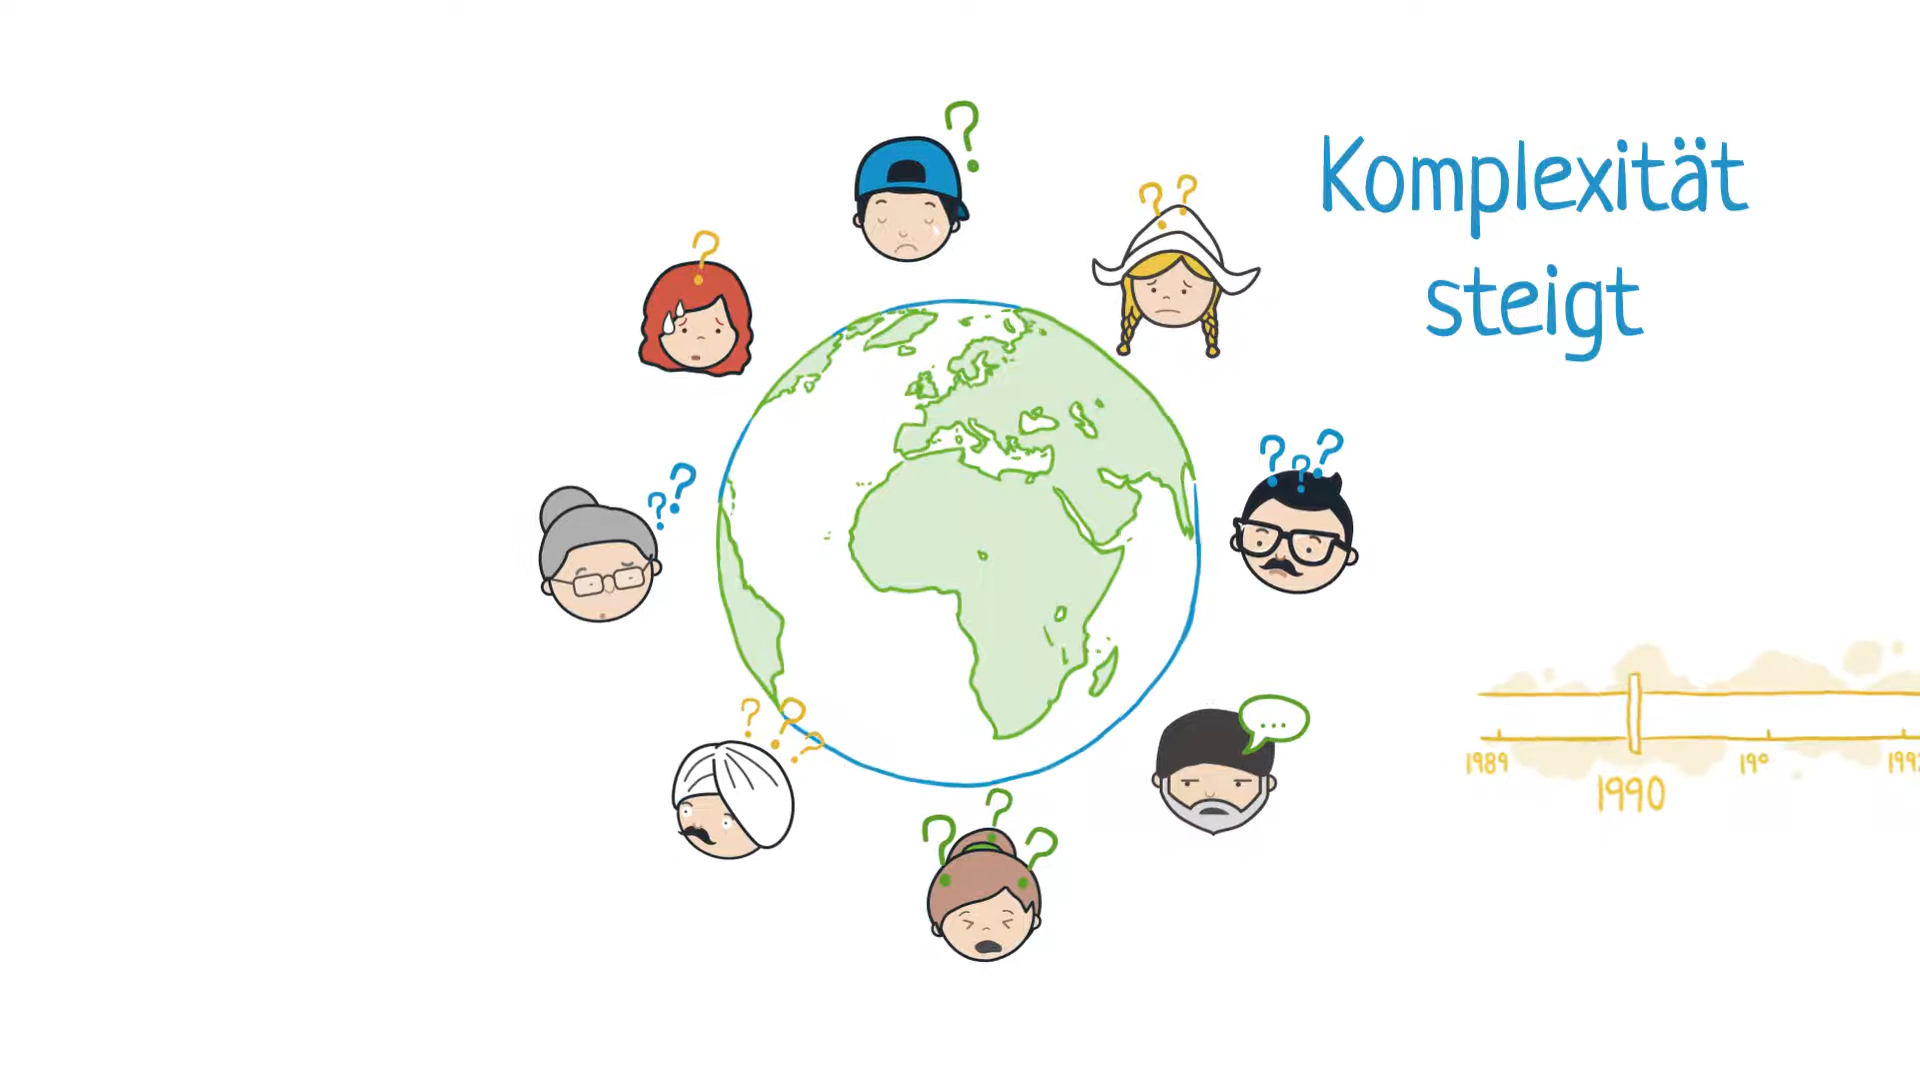 Komplexität
steigt
?
?
? ?
? ? ?
? ?
...
? ? ?
? ? ?
1989
1990